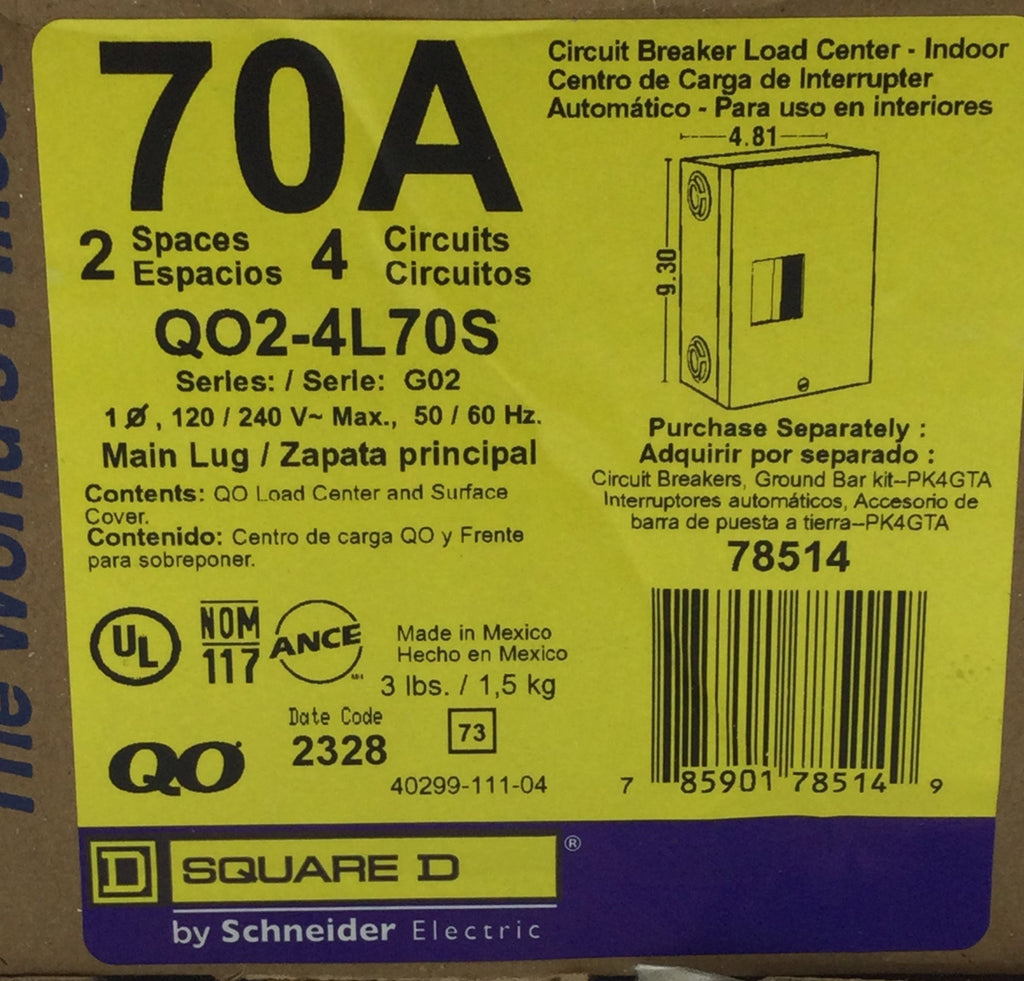 70A
Circuit Breaker Load Center - Indoor
Centro de Carga de Interrupter
Automático - Para uso en interiores
4.81
9.30
2 Spaces 4 Circuits
Espacios Circuitos
QO2-4L70S
Series: / Serie: G02
1 Ø, 120 / 240 V~ Max., 50 / 60 Hz.
Main Lug / Zapata principal
Contents: QO Load Center and Surface
Cover.
Contenido: Centro de carga QO y Frente
para sobreponer.
Purchase Separately :
Adquirir por separado :
Circuit Breakers, Ground Bar kit--PK4GTA
Interruptores automáticos, Accesorio de
barra de puesta a tierra--PK4GTA
78514
UL
NOM
117
ANCE
Made in Mexico
Hecho en Mexico
3 lbs. / 1,5 kg
Date Code
2328
73
QO
40299-111-04
7 85901 78514 9
D SQUARE D ®
by Schneider Electric
The World's